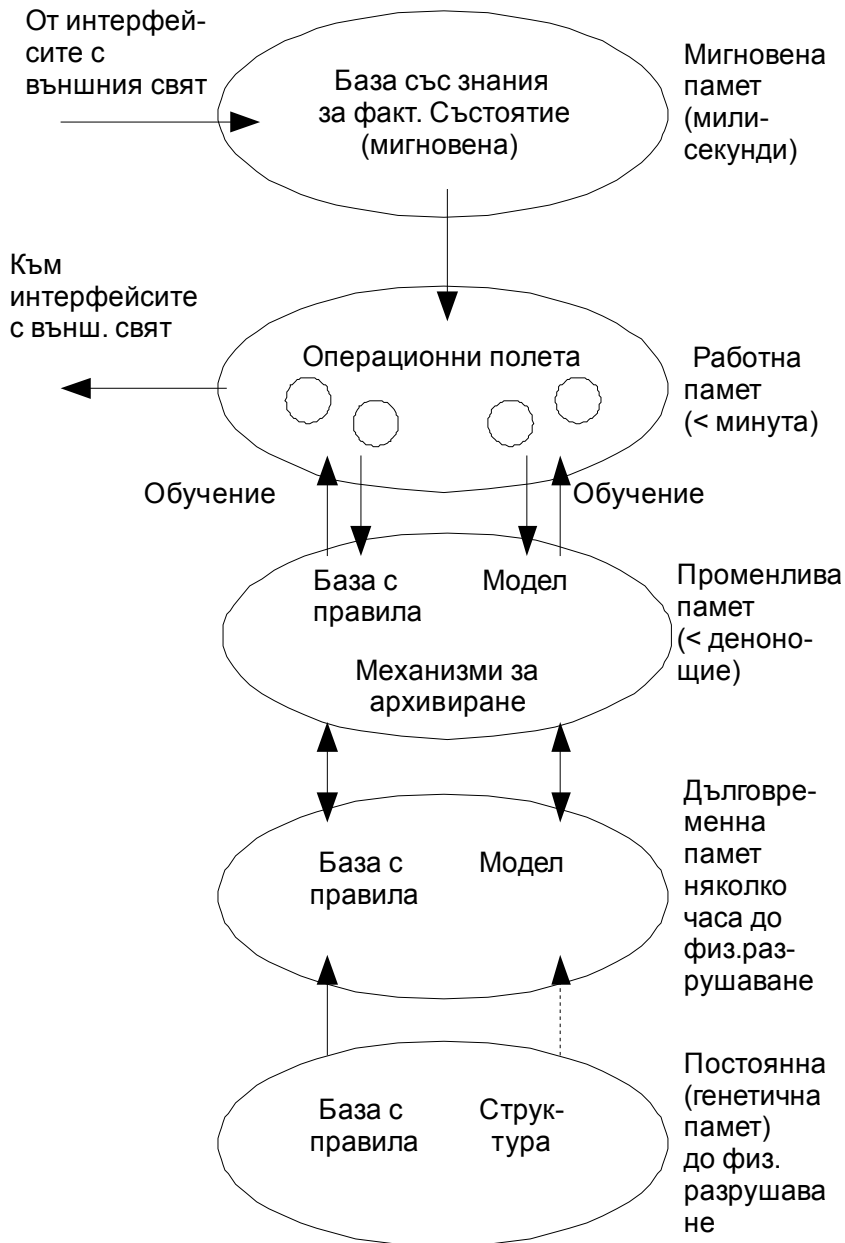 От интерфей-
сите с
външния свят
База със знания
за факт. Състояние
(мигновена)
Мигновена
памет
(мили-
секунди)
Към
интерфейсите
с външ. свят
Операционни полета
Работна
памет
(< минута)
Обучение
Обучение
База с
правила
Модел
Механизми за
архивиране
Променлива
памет
(< деноно-
щие)
База с
правила
Модел
Дълговре-
менна
памет
няколко
часа до
физ.раз-
рушаване
База с
правила
Струк-
тура
Постоянна
(генетична
памет)
до физ.
разрушава
не